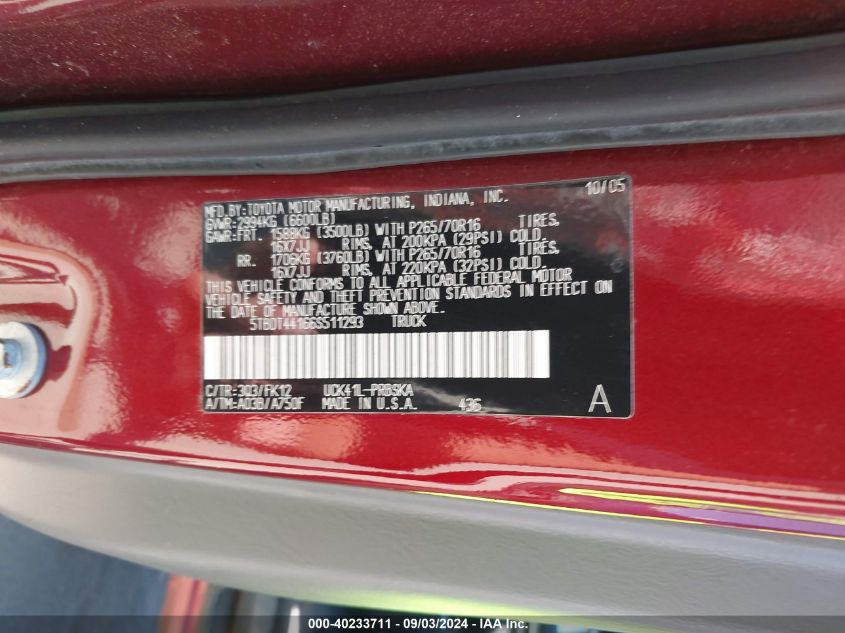 10/05
MFD.BY:TOYOTA MOTOR MANUFACTURING, INDIANA, INC.
GVWR:2994KG (6600LB)
GAWR:FRT. 1588KG (3500LB) WITH P265/70R16 TIRES,
16X7JJ RIMS, AT 200KPA (29PSI) COLD.
RR. 1706KG (3760LB) WITH P265/70R16 TIRES,
16X7JJ RIMS, AT 220KPA (32PSI) COLD.
THIS VEHICLE CONFORMS TO ALL APPLICABLE FEDERAL MOTOR
VEHICLE SAFETY AND THEFT PREVENTION STANDARDS IN EFFECT ON
THE DATE OF MANUFACTURE SHOWN ABOVE.
5TBDT44166S511293 TRUCK
C/TR:3Q3/FK12 UCK41L-PRBSKA
A/TM:A03B/A750F MADE IN U.S.A. 436 A
000-40233711 - 09/03/2024 - IAA Inc.